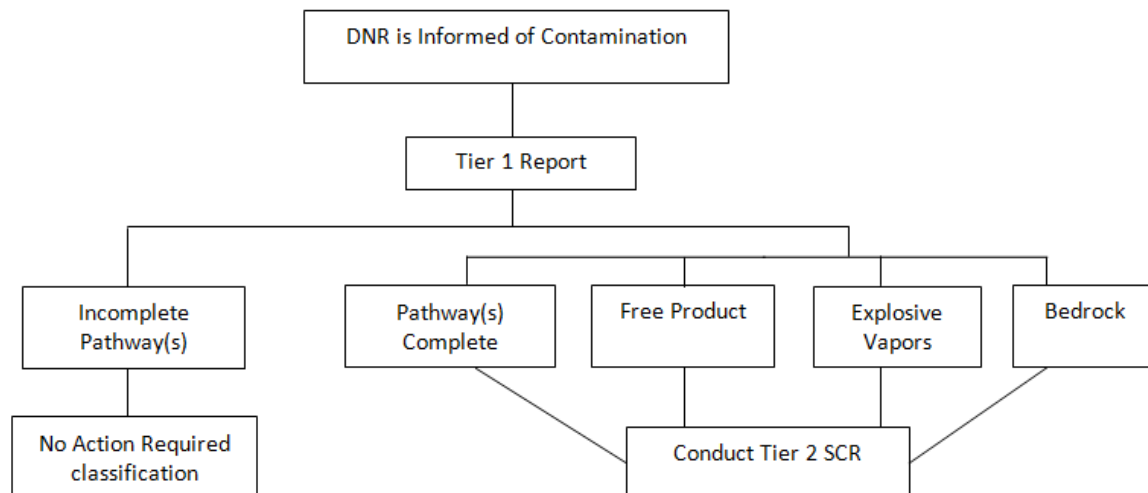 DNR is Informed of Contamination
Tier 1 Report
Incomplete
Pathway(s)
Pathway(s)
Complete
Free Product
Explosive
Vapors
Bedrock
No Action Required
classification
Conduct Tier 2 SCR